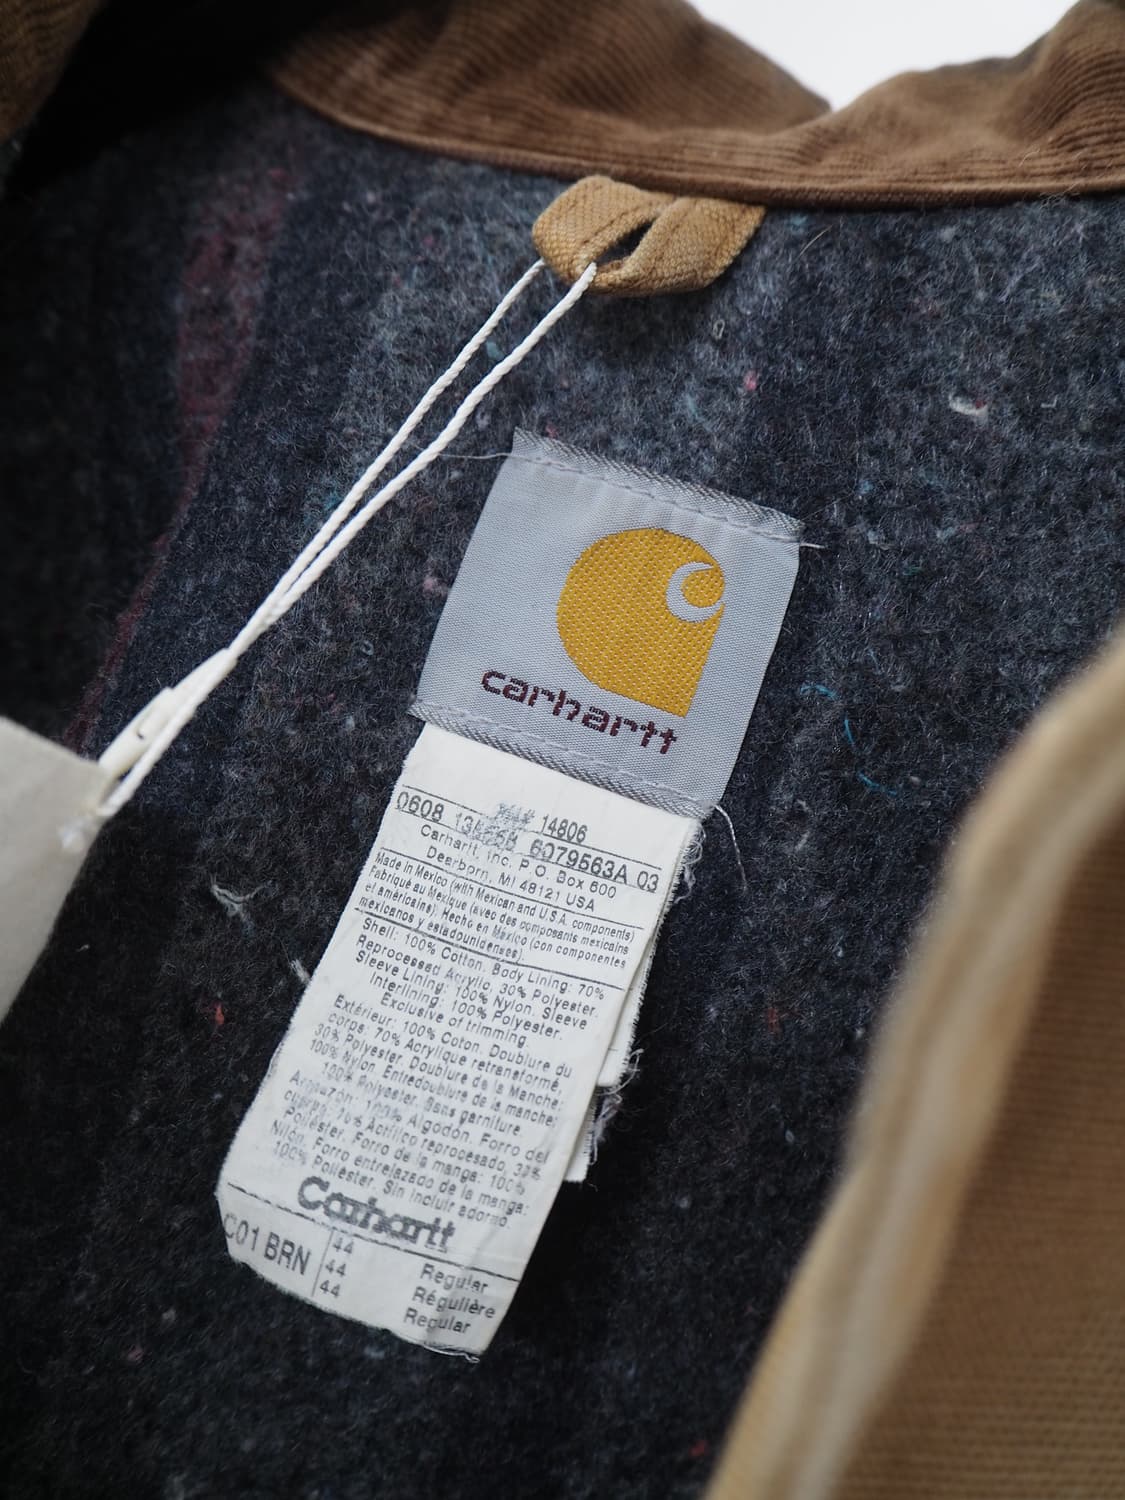 carhartt
14806
0608 6079563A 03
Carhartt, Inc. P.O. Box 600
Dearborn, MI 48121 USA
Made in Mexico (with Mexican and U.S.A. components)
Fabriqué au Mexique (avec des composants mexicains
et américains). Hecho en México (con componentes
mexicanos y estadounidenses).
Shell: 100% Cotton. Body Lining: 70%
Reprocessed Acrylic, 30% Polyester.
Sleeve Lining: 100% Nylon. Sleeve
Interlining: 100% Polyester.
Exclusive of trimming.
Extérieur: 100% Coton. Doublure du
corps: 70% Acrylique retransformé,
30% Polyester. Doublure de la Manche:
100% Nylon. Entredoublure de la manche:
100% Polyester. Sans garniture.
Armazón: 100% Algodón. Forro del
cuerpo: 70% Acrílico reprocesado, 30%
Poliéster. Forro de la manga: 100%
Nilon. Forro entrelazado de la manga:
100% Poliéster. Sin incluir adorno.
Carhartt
C01 BRN
44 Regular
44 Régulière
44 Regular